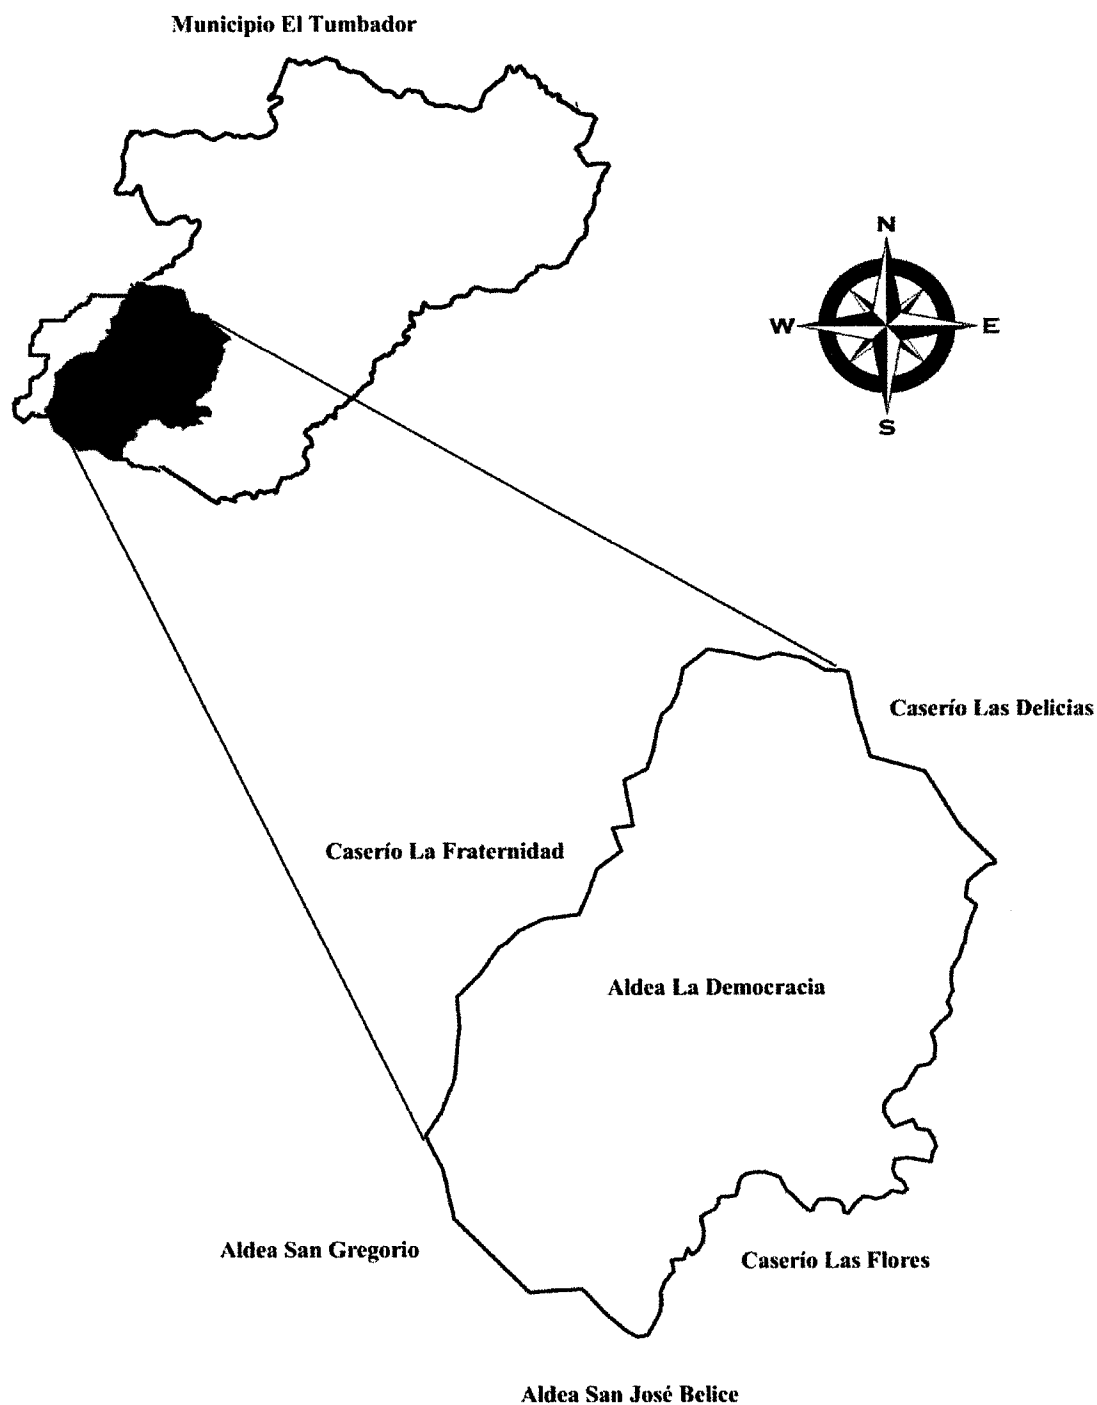 Municipio El Tumbador
N
W E
S
Caserío Las Delicias
Caserío La Fraternidad
Aldea La Democracia
Aldea San Gregorio
Caserío Las Flores
Aldea San José Belice